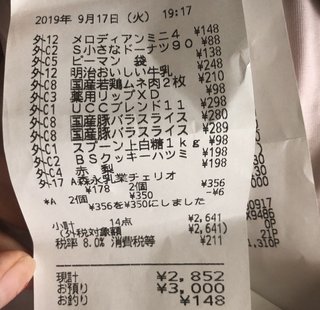 2019年 9月17日（火） 19:17
外12 メロディアンミニ4 ¥148
外C2 S小さなドーナツ90 ¥88
外C5 ピーマン 袋 ¥138
外12 明治おいしい牛乳 ¥248
外C8 国産若鶏ムネ肉2枚
外C3 薬用リップXD ¥298
外C1 UCCブレンド11 ¥298
外C8 国産豚バラスライス ¥280
外C8 国産豚バラスライス ¥289
外C1 スプーン上白糖1kg
外C2 BSクッキーハツミ ¥98
外C4 赤 梨 ¥198
外17 A森永乳業チェリオ
¥178 2個 ¥356
*A 2個 -¥6
¥356を¥350にしました
小計 14点 ¥2,641
(外税対象額 ¥2,641)
税率 8.0% 消費税等 ¥211
現計 ¥2,852
お預り ¥3,000
お釣り ¥148
0P
21P
1,310P